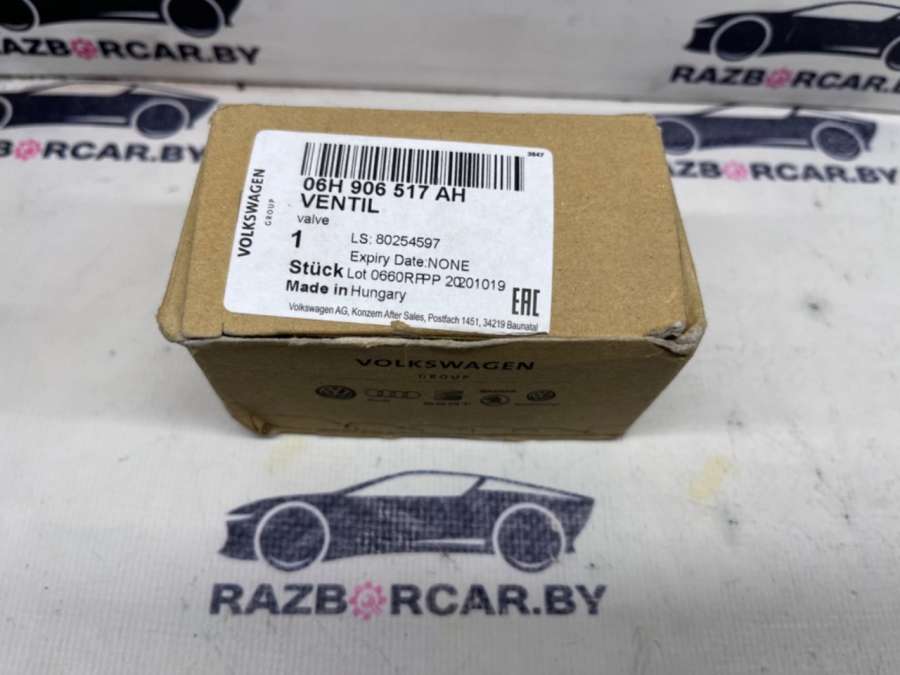 RAZBORCAR.BY
RAZBORCAR.BY
RAZBORCAR.BY
RAZBORCAR.BY
3647
VOLKSWAGEN
GROUP
06H 906 517 AH
VENTIL
valve
1
LS: 80254597
Expiry Date:NONE
Stück Lot 0660RPPP 20201019
Made in Hungary
EAC
Volkswagen AG, Konzern After Sales, Postfach 1451, 34219 Baunatal
VOLKSWAGEN
GROUP
RAZBORCAR.BY